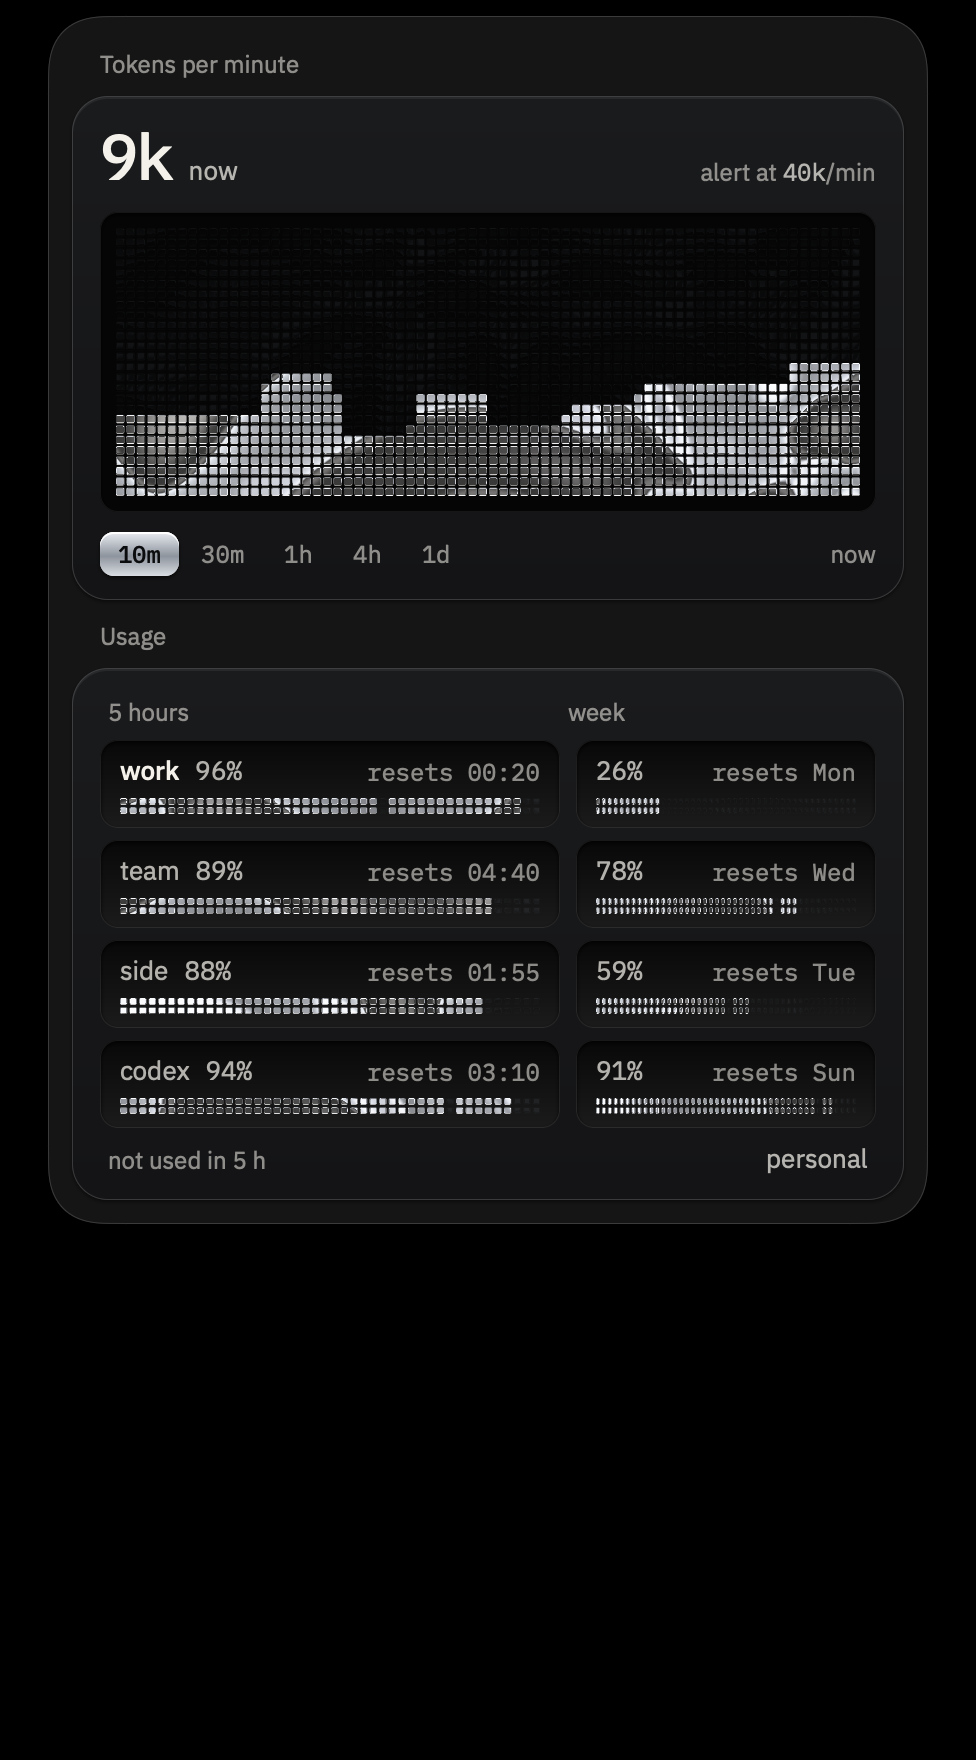 Tokens per minute
9k now alert at 40k/min
10m 30m 1h 4h 1d now
Usage
5 hours week
work 96% resets 00:20 26% resets Mon
team 89% resets 04:40 78% resets Wed
side 88% resets 01:55 59% resets Tue
codex 94% resets 03:10 91% resets Sun
not used in 5 h personal